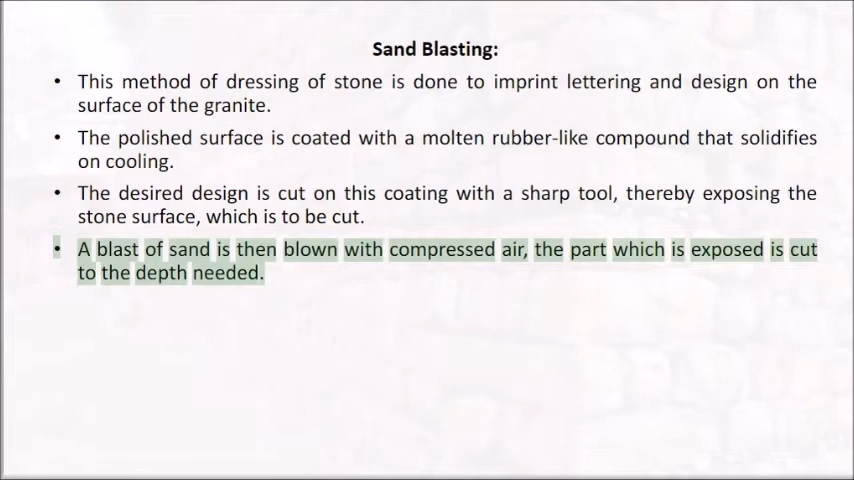 Sand Blasting:
• This method of dressing of stone is done to imprint lettering and design on the
surface of the granite.
• The polished surface is coated with a molten rubber-like compound that solidifies
on cooling.
• The desired design is cut on this coating with a sharp tool, thereby exposing the
stone surface, which is to be cut.
• A blast of sand is then blown with compressed air, the part which is exposed is cut
to the depth needed.